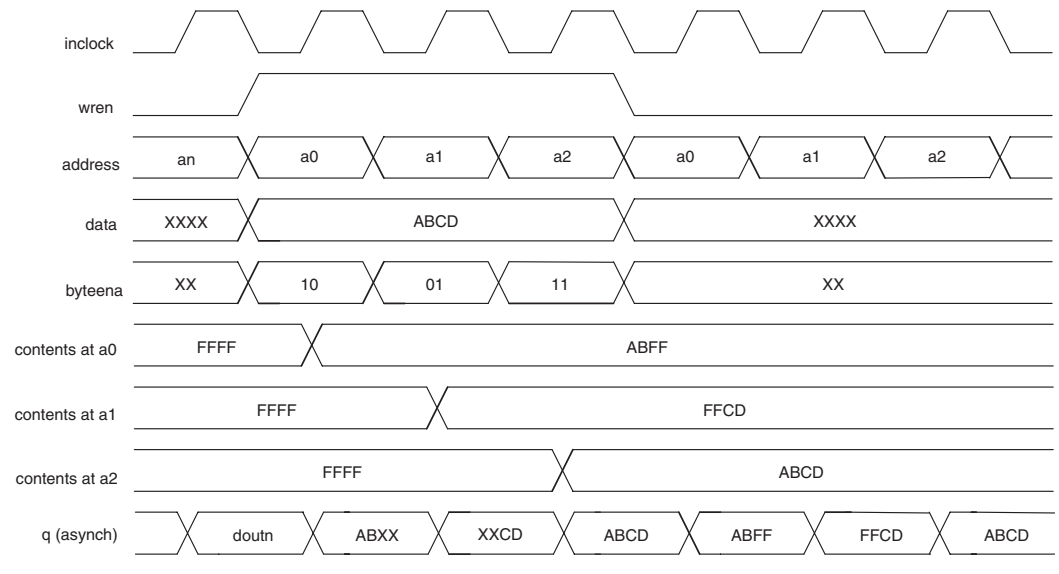 inclock
wren
address an a0 a1 a2 a0 a1 a2
data XXXX ABCD XXXX
byteena XX 10 01 11 XX
contents at a0 FFFF ABFF
contents at a1 FFFF FFCD
contents at a2 FFFF ABCD
q (asynch) doutn ABXX XXCD ABCD ABFF FFCD ABCD